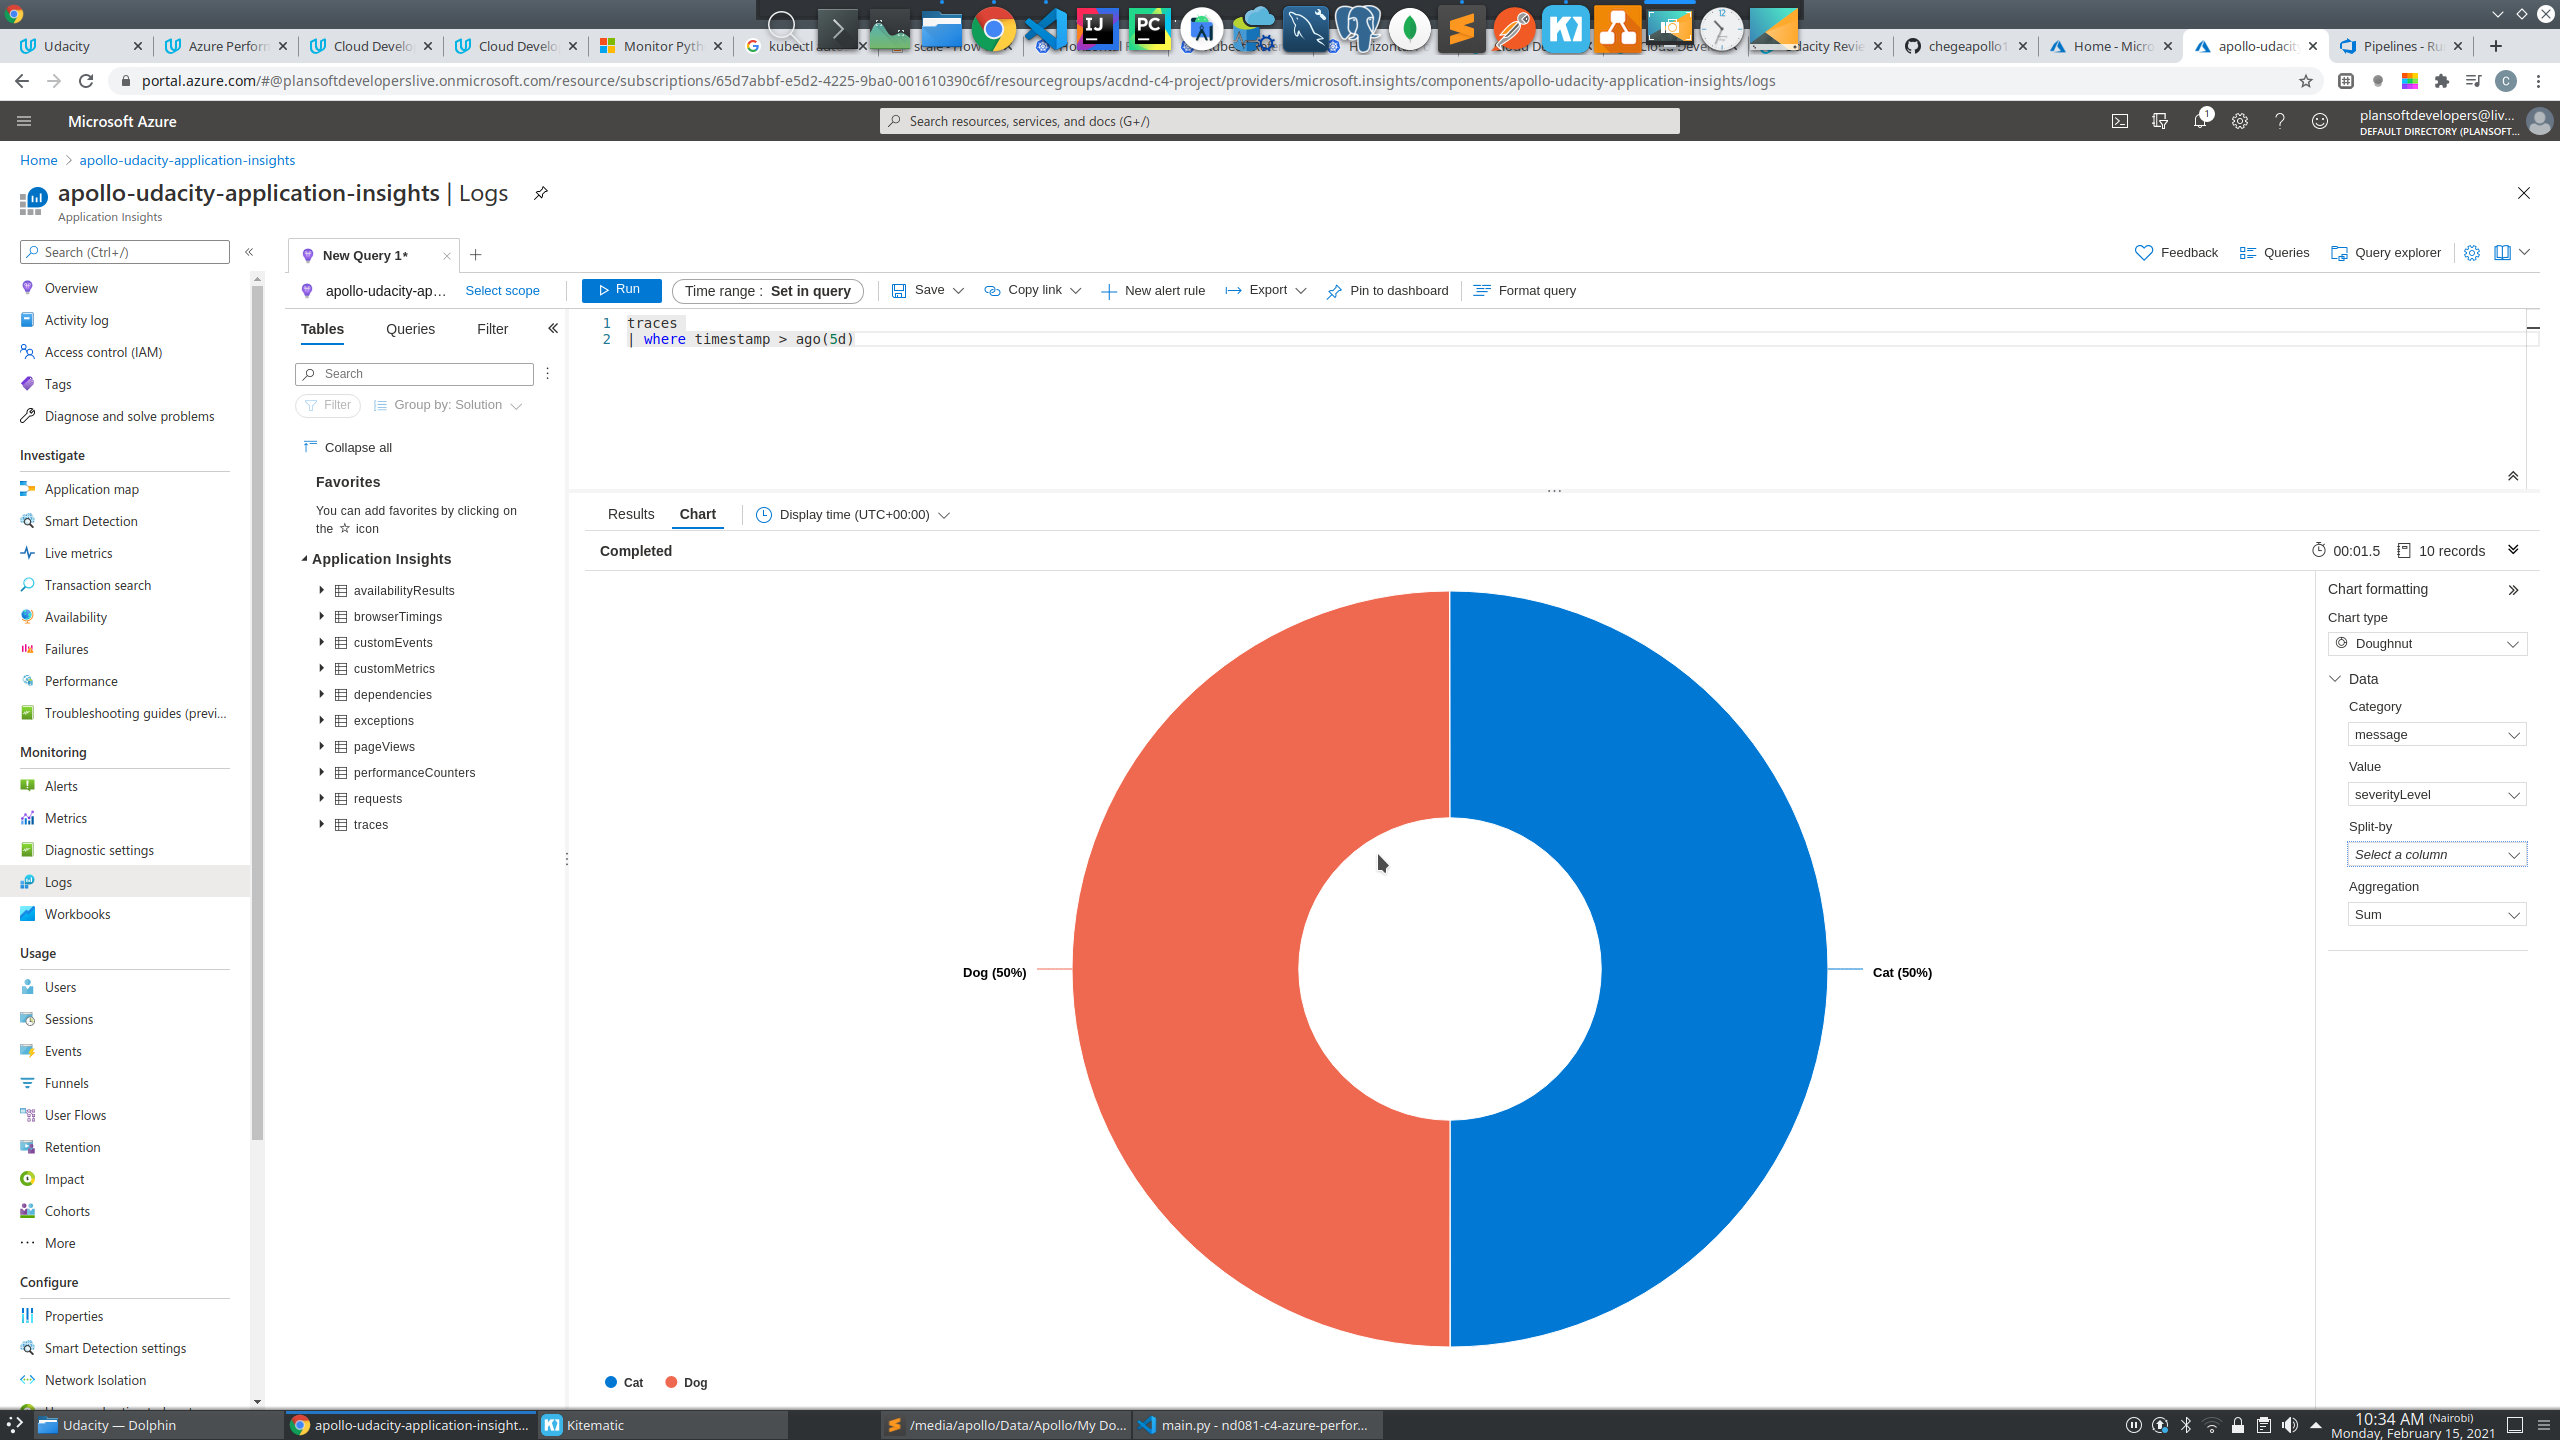 Udacity
Azure Perforn
Cloud Develo
Cloud Develo
Monitor Pyth
kubectl auto
scale - How
Horizontal
Udacity Revie
chegeapollo1
Home - Micro
apollo-udacity
Pipelines - Ru
portal.azure.com/#@plansoftdeveloperslive.onmicrosoft.com/resource/subscriptions/65d7abbf-e5d2-4225-9ba0-001610390c6f/resourcegroups/acdnd-c4-project/providers/microsoft.insights/components/apollo-udacity-application-insights/logs
Microsoft Azure
Search resources, services, and docs (G+/)
1
plansoftdevelopers@liv...
DEFAULT DIRECTORY (PLANSOFT...
Home > apollo-udacity-application-insights
apollo-udacity-application-insights | Logs
Application Insights
Search (Ctrl+/)
Overview
Activity log
Access control (IAM)
Tags
Diagnose and solve problems
Investigate
Application map
Smart Detection
Live metrics
Transaction search
Availability
Failures
Performance
Troubleshooting guides (previ...
Monitoring
Alerts
Metrics
Diagnostic settings
Logs
Workbooks
Usage
Users
Sessions
Events
Funnels
User Flows
Retention
Impact
Cohorts
More
Configure
Properties
Smart Detection settings
Network Isolation
New Query 1*
Feedback
Queries
Query explorer
apollo-udacity-ap...
Select scope
Run
Time range : Set in query
Save
Copy link
New alert rule
Export
Pin to dashboard
Format query
Tables
Queries
Filter
Search
Filter
Group by: Solution
Collapse all
Favorites
You can add favorites by clicking on
the ☆ icon
Application Insights
availabilityResults
browserTimings
customEvents
customMetrics
dependencies
exceptions
pageViews
performanceCounters
requests
traces
1 traces
2 | where timestamp > ago(5d)
Results
Chart
Display time (UTC+00:00)
Completed
00:01.5
10 records
Dog (50%)
Cat (50%)
Cat
Dog
Chart formatting
Chart type
Doughnut
Data
Category
message
Value
severityLevel
Split-by
Select a column
Aggregation
Sum
Udacity — Dolphin
apollo-udacity-application-insight...
Kitematic
/media/apollo/Data/Apollo/My Do...
main.py - nd081-c4-azure-perfor...
10:34 AM (Nairobi)
Monday, February 15, 2021